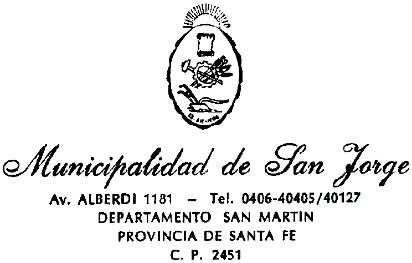 Municipalidad de San Jorge
Av. ALBERDI 1181 – Tel. 0406-40405/40127
DEPARTAMENTO SAN MARTIN
PROVINCIA DE SANTA FE
C. P. 2451